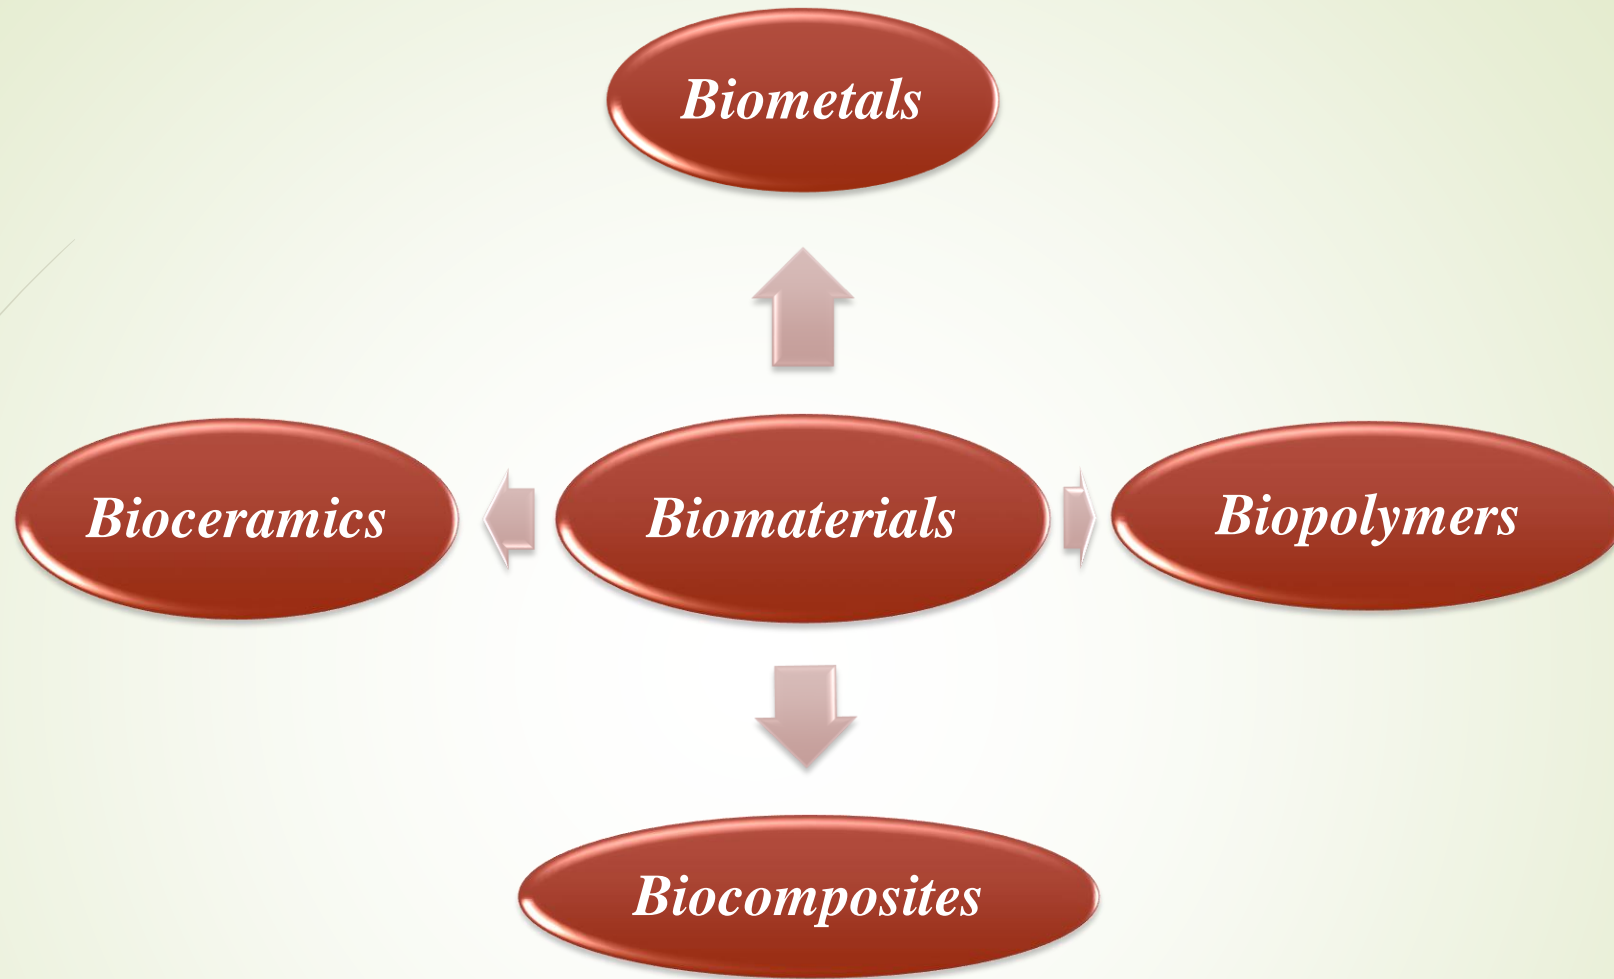 Biometals
Bioceramics
Biomaterials
Biopolymers
Biocomposites